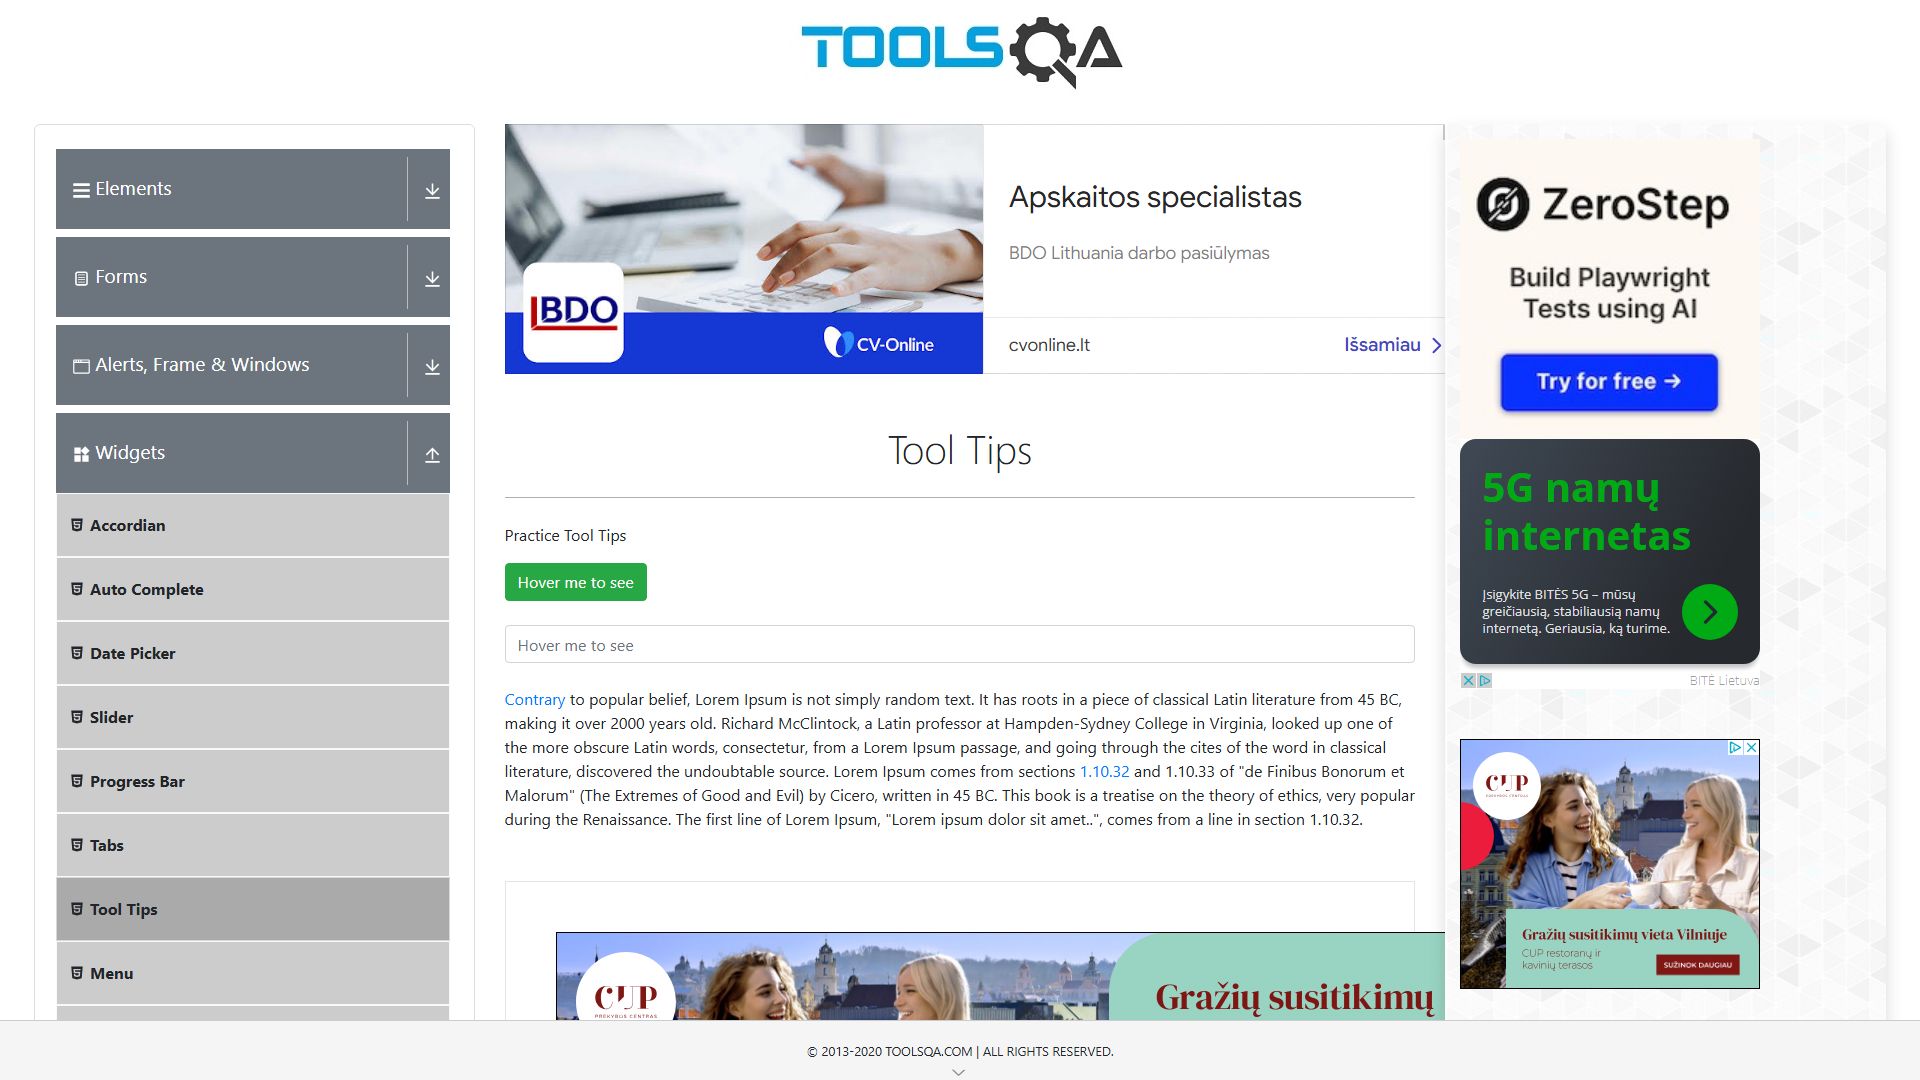 TOOLSQA
Elements
Forms
Alerts, Frame & Windows
Widgets
Accordian
Auto Complete
Date Picker
Slider
Progress Bar
Tabs
Tool Tips
Menu
BDO
CV-Online
Apskaitos specialistas
BDO Lithuania darbo pasiūlymas
cvonline.lt
Išsamiau
Tool Tips
Practice Tool Tips
Hover me to see
Hover me to see
Contrary to popular belief, Lorem Ipsum is not simply random text. It has roots in a piece of classical Latin literature from 45 BC,
making it over 2000 years old. Richard McClintock, a Latin professor at Hampden-Sydney College in Virginia, looked up one of
the more obscure Latin words, consectetur, from a Lorem Ipsum passage, and going through the cites of the word in classical
literature, discovered the undoubtable source. Lorem Ipsum comes from sections 1.10.32 and 1.10.33 of "de Finibus Bonorum et
Malorum" (The Extremes of Good and Evil) by Cicero, written in 45 BC. This book is a treatise on the theory of ethics, very popular
during the Renaissance. The first line of Lorem Ipsum, "Lorem ipsum dolor sit amet..", comes from a line in section 1.10.32.
CUP
PREKYBOS CENTRAS
Gražių susitikimų
ZeroStep
Build Playwright
Tests using AI
Try for free →
5G namų
internetas
Įsigykite BITĖS 5G – mūsų
greičiausią, stabiliausią namų
internetą. Geriausia, ką turime.
BITĖ Lietuva
CUP
PREKYBOS CENTRAS
Gražių susitikimų vieta Vilniuje
CUP restoranų ir
kavinių terasos
SUŽINOK DAUGIAU
© 2013-2020 TOOLSQA.COM | ALL RIGHTS RESERVED.